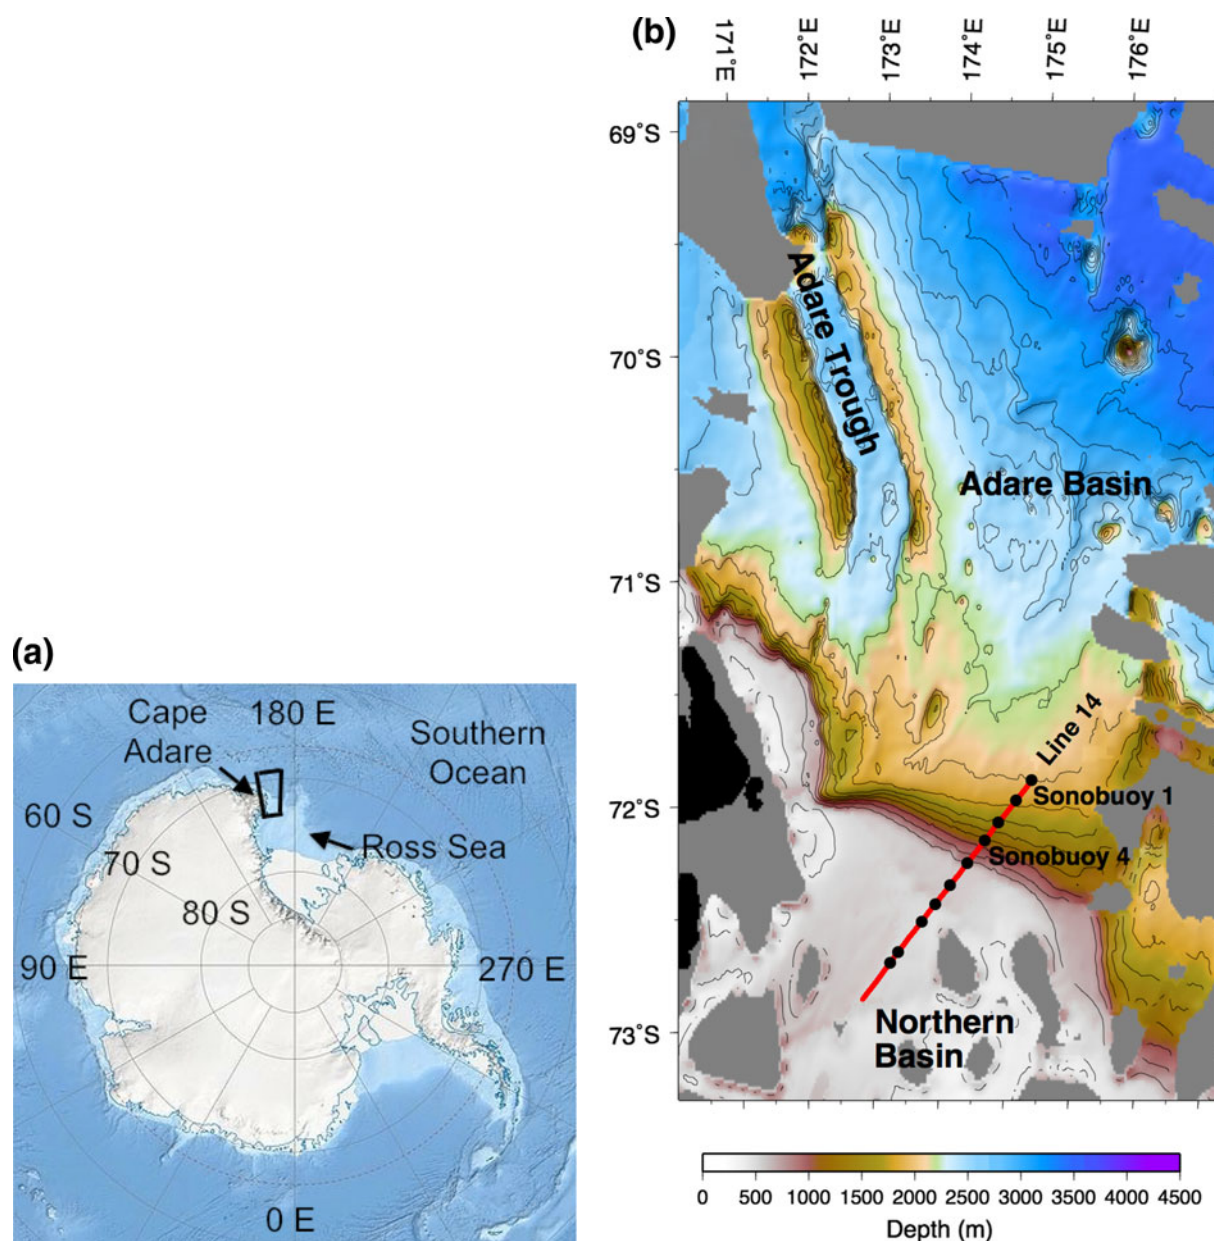 (b)
171°E
172°E
173°E
174°E
175°E
176°E
69°S
70°S
71°S
72°S
73°S
Adare Trough
Adare Basin
Line 14
Sonobuoy 1
Sonobuoy 4
Northern
Basin
0 500 1000 1500 2000 2500 3000 3500 4000 4500
Depth (m)
(a)
Cape
Adare
180 E
Southern
Ocean
60 S
Ross Sea
70 S
80 S
90 E
270 E
0 E